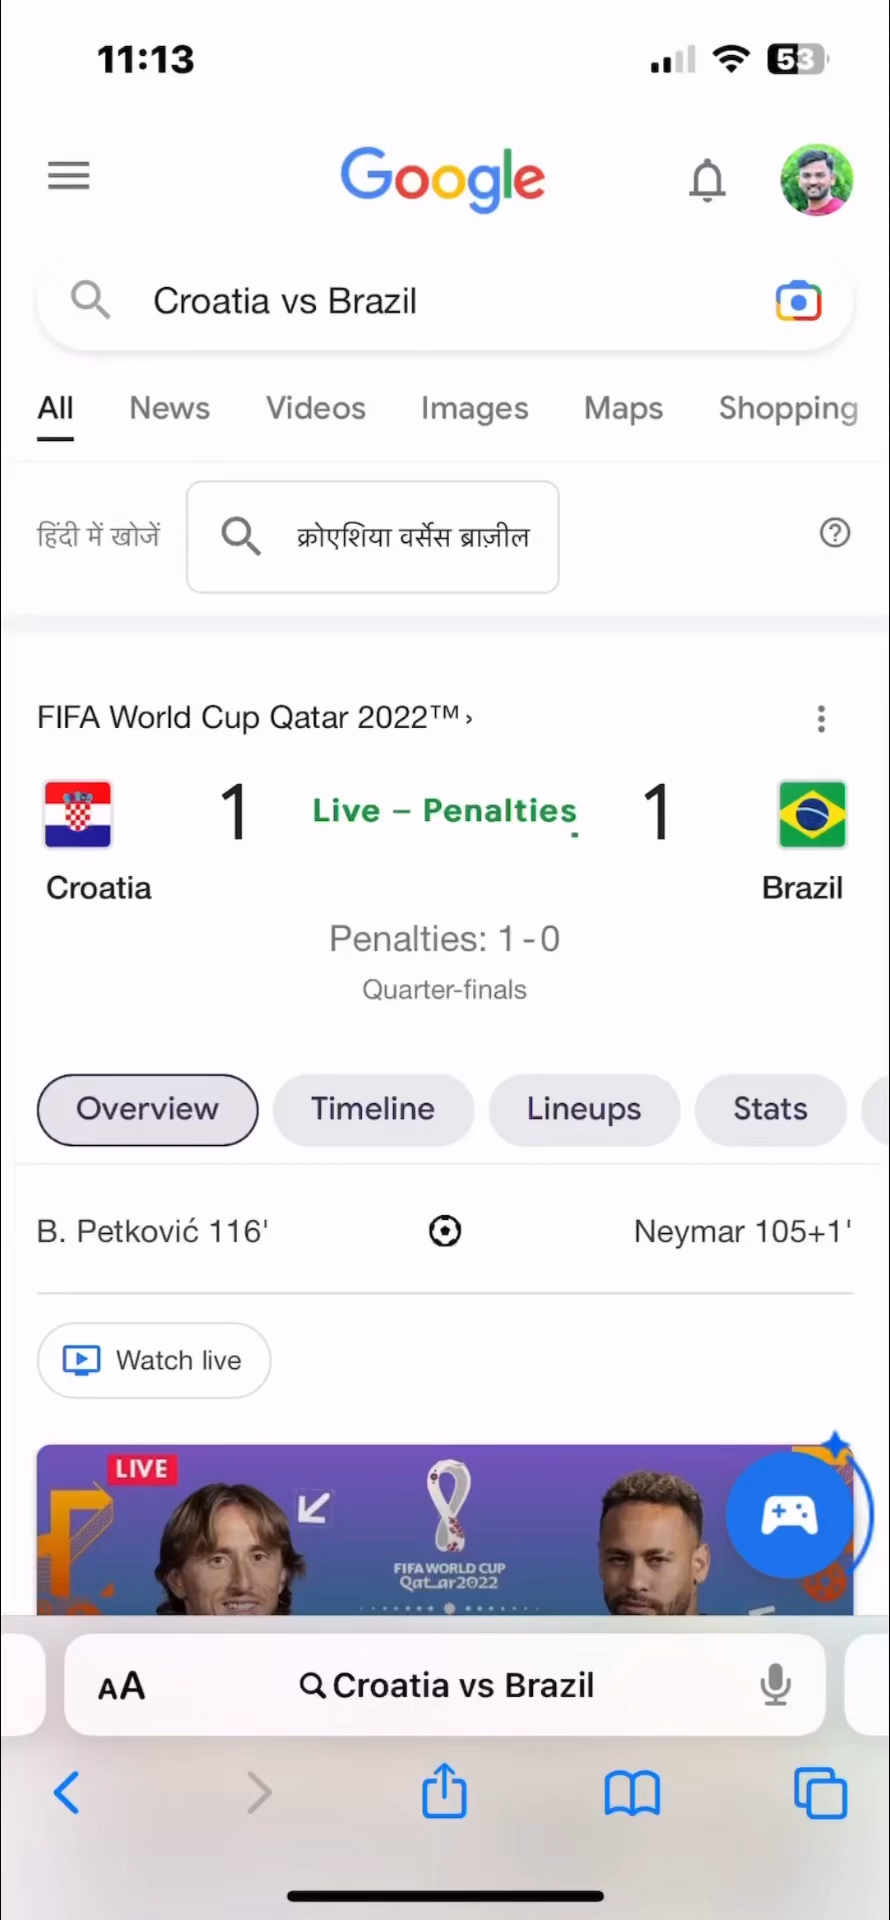 11:13
53
Google
Croatia vs Brazil
All News Videos Images Maps Shopping
हिंदी में खोजें क्रोएशिया वर्सेस ब्राज़ील
FIFA World Cup Qatar 2022™ ›
1 Live – Penalties 1
Croatia Brazil
Penalties: 1 - 0
Quarter-finals
Overview Timeline Lineups Stats
B. Petković 116' Neymar 105+1'
Watch live
LIVE
FIFA WORLD CUP
Qatar2022
AA Croatia vs Brazil